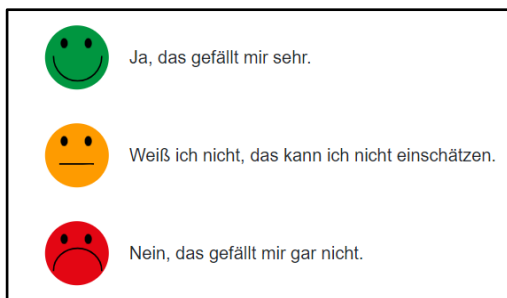 Ja, das gefällt mir sehr.
Weiß ich nicht, das kann ich nicht einschätzen.
Nein, das gefällt mir gar nicht.